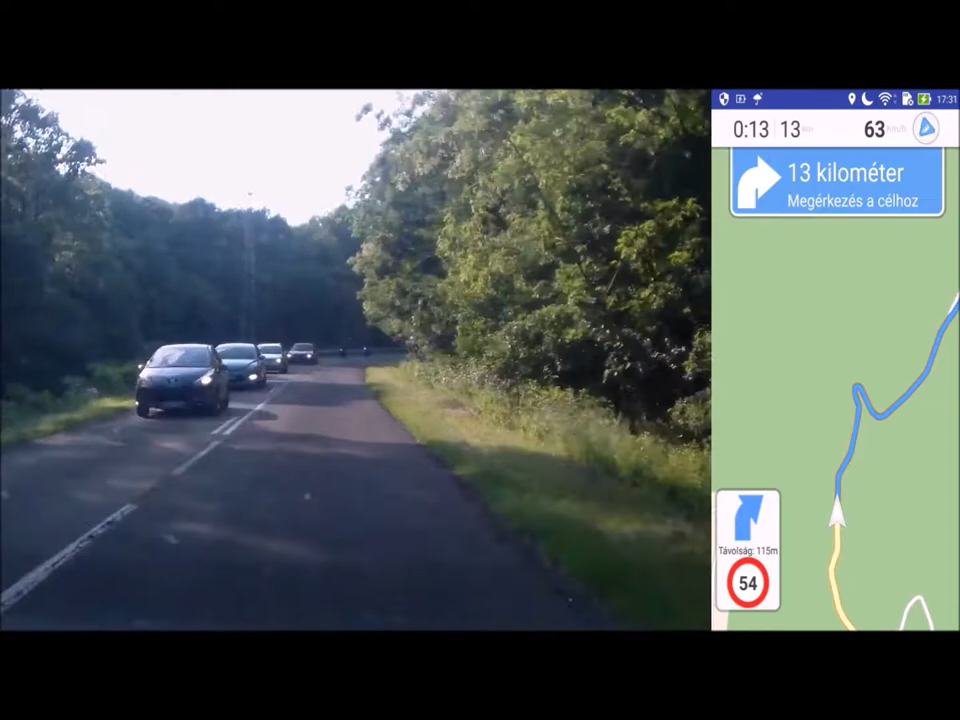 17:31
0:13 13 km 63 km/h
13 kilométer
Megérkezés a célhoz
Távolság: 115m
54